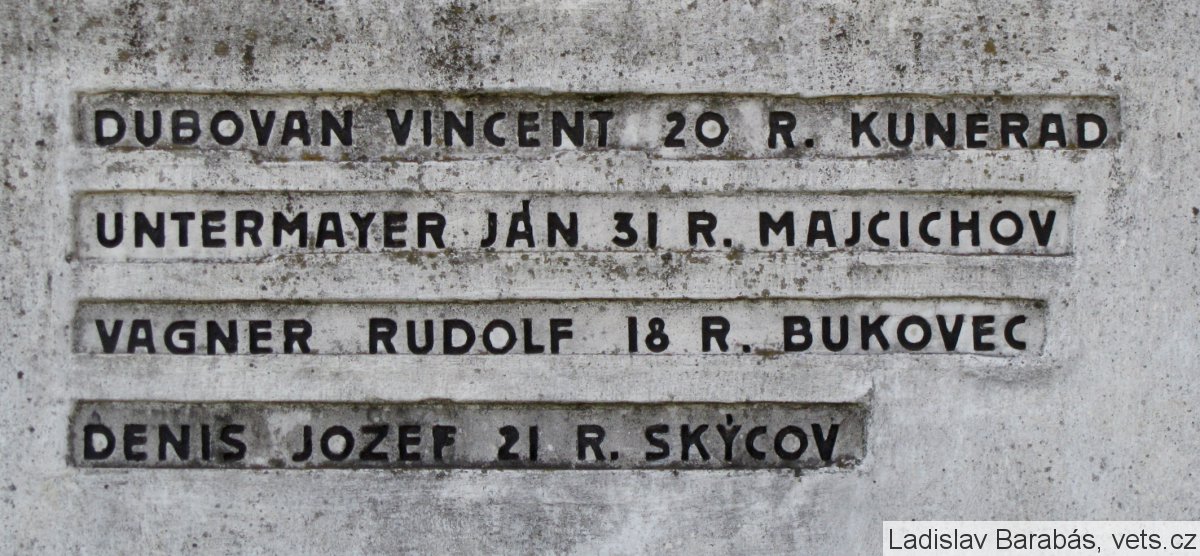 DUBOVAN VINCENT 20 R. KUNERAD
UNTERMAYER JÁN 31 R. MAJCICHOV
VAGNER RUDOLF 18 R. BUKOVEC
DENIS JOZEF 21 R. SKÝCOV
Ladislav Barabás, vets.cz